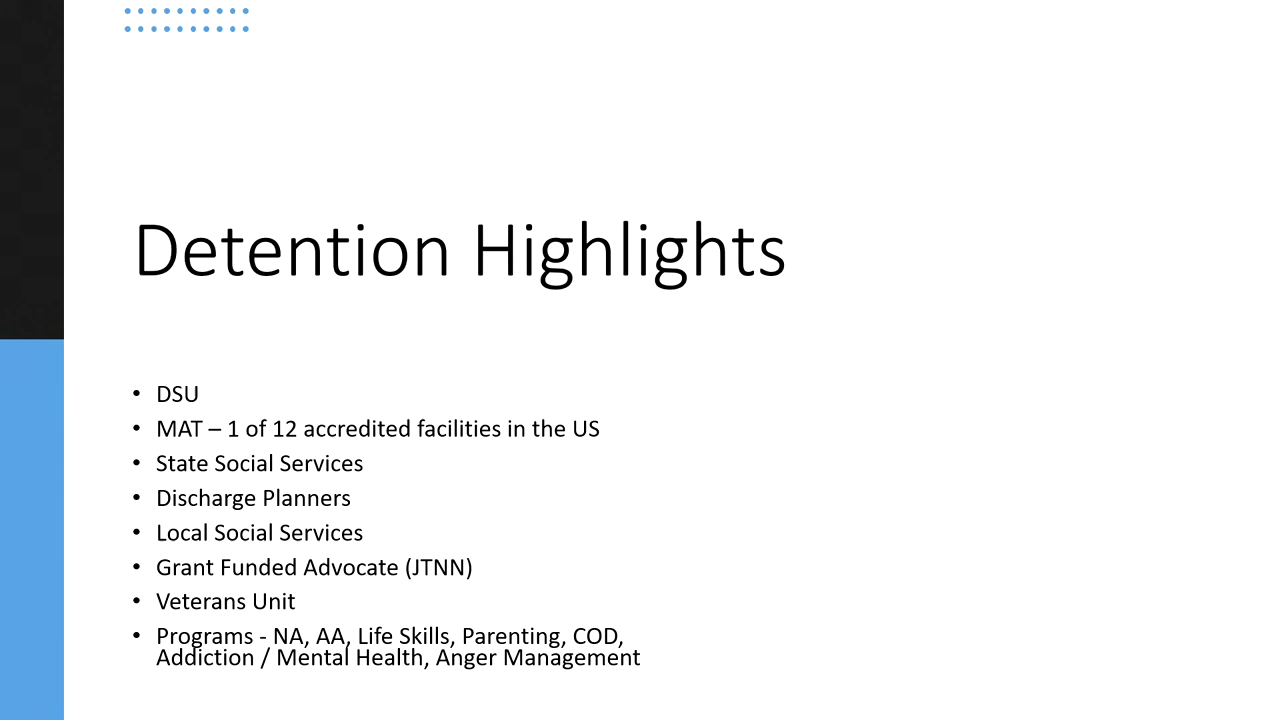 Detention Highlights
• DSU
• MAT – 1 of 12 accredited facilities in the US
• State Social Services
• Discharge Planners
• Local Social Services
• Grant Funded Advocate (JTNN)
• Veterans Unit
• Programs - NA, AA, Life Skills, Parenting, COD,
Addiction / Mental Health, Anger Management